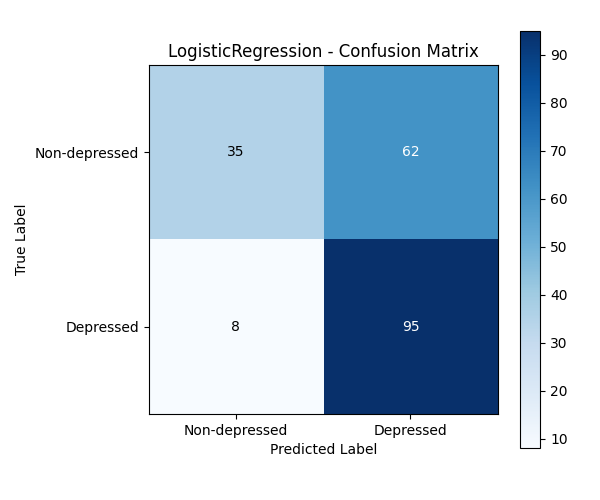 LogisticRegression - Confusion Matrix
True Label
Non-depressed
35
62
Depressed
8
95
Non-depressed
Depressed
Predicted Label
90
80
70
60
50
40
30
20
10